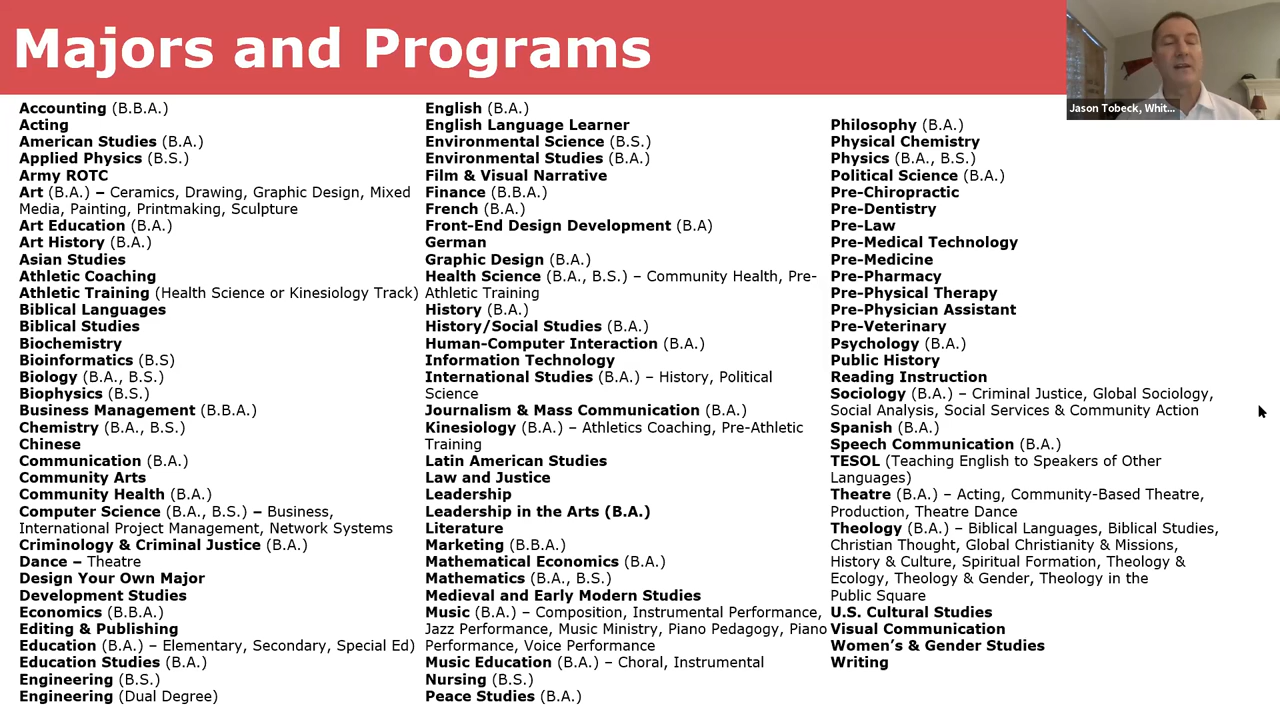 Majors and Programs
Jason Tobeck, Whit...
Accounting (B.B.A.)
Acting
American Studies (B.A.)
Applied Physics (B.S.)
Army ROTC
Art (B.A.) – Ceramics, Drawing, Graphic Design, Mixed
Media, Painting, Printmaking, Sculpture
Art Education (B.A.)
Art History (B.A.)
Asian Studies
Athletic Coaching
Athletic Training (Health Science or Kinesiology Track)
Biblical Languages
Biblical Studies
Biochemistry
Bioinformatics (B.S)
Biology (B.A., B.S.)
Biophysics (B.S.)
Business Management (B.B.A.)
Chemistry (B.A., B.S.)
Chinese
Communication (B.A.)
Community Arts
Community Health (B.A.)
Computer Science (B.A., B.S.) – Business,
International Project Management, Network Systems
Criminology & Criminal Justice (B.A.)
Dance – Theatre
Design Your Own Major
Development Studies
Economics (B.B.A.)
Editing & Publishing
Education (B.A.) – Elementary, Secondary, Special Ed)
Education Studies (B.A.)
Engineering (B.S.)
Engineering (Dual Degree)
English (B.A.)
English Language Learner
Environmental Science (B.S.)
Environmental Studies (B.A.)
Film & Visual Narrative
Finance (B.B.A.)
French (B.A.)
Front-End Design Development (B.A)
German
Graphic Design (B.A.)
Health Science (B.A., B.S.) – Community Health, Pre-
Athletic Training
History (B.A.)
History/Social Studies (B.A.)
Human-Computer Interaction (B.A.)
Information Technology
International Studies (B.A.) – History, Political
Science
Journalism & Mass Communication (B.A.)
Kinesiology (B.A.) – Athletics Coaching, Pre-Athletic
Training
Latin American Studies
Law and Justice
Leadership
Leadership in the Arts (B.A.)
Literature
Marketing (B.B.A.)
Mathematical Economics (B.A.)
Mathematics (B.A., B.S.)
Medieval and Early Modern Studies
Music (B.A.) – Composition, Instrumental Performance,
Jazz Performance, Music Ministry, Piano Pedagogy, Piano
Performance, Voice Performance
Music Education (B.A.) – Choral, Instrumental
Nursing (B.S.)
Peace Studies (B.A.)
Philosophy (B.A.)
Physical Chemistry
Physics (B.A., B.S.)
Political Science (B.A.)
Pre-Chiropractic
Pre-Dentistry
Pre-Law
Pre-Medical Technology
Pre-Medicine
Pre-Pharmacy
Pre-Physical Therapy
Pre-Physician Assistant
Pre-Veterinary
Psychology (B.A.)
Public History
Reading Instruction
Sociology (B.A.) – Criminal Justice, Global Sociology,
Social Analysis, Social Services & Community Action
Spanish (B.A.)
Speech Communication (B.A.)
TESOL (Teaching English to Speakers of Other
Languages)
Theatre (B.A.) – Acting, Community-Based Theatre,
Production, Theatre Dance
Theology (B.A.) – Biblical Languages, Biblical Studies,
Christian Thought, Global Christianity & Missions,
History & Culture, Spiritual Formation, Theology &
Ecology, Theology & Gender, Theology in the
Public Square
U.S. Cultural Studies
Visual Communication
Women’s & Gender Studies
Writing